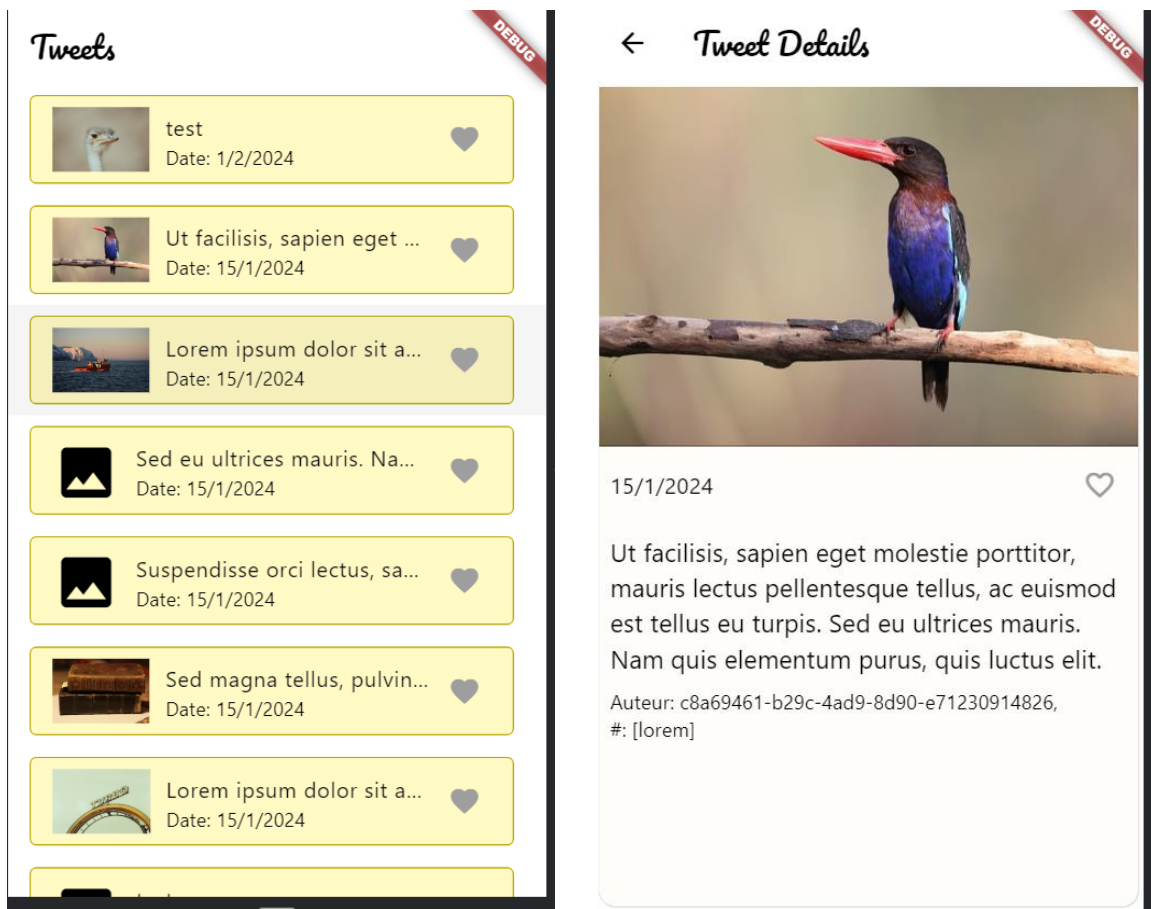 Tweets
DEBUG
test
Date: 1/2/2024
Ut facilisis, sapien eget ...
Date: 15/1/2024
Lorem ipsum dolor sit a...
Date: 15/1/2024
Sed eu ultrices mauris. Na...
Date: 15/1/2024
Suspendisse orci lectus, sa...
Date: 15/1/2024
Sed magna tellus, pulvin...
Date: 15/1/2024
Lorem ipsum dolor sit a...
Date: 15/1/2024
Tweet Details
DEBUG
15/1/2024
Ut facilisis, sapien eget molestie porttitor,
mauris lectus pellentesque tellus, ac euismod
est tellus eu turpis. Sed eu ultrices mauris.
Nam quis elementum purus, quis luctus elit.
Auteur: c8a69461-b29c-4ad9-8d90-e71230914826,
#: [lorem]